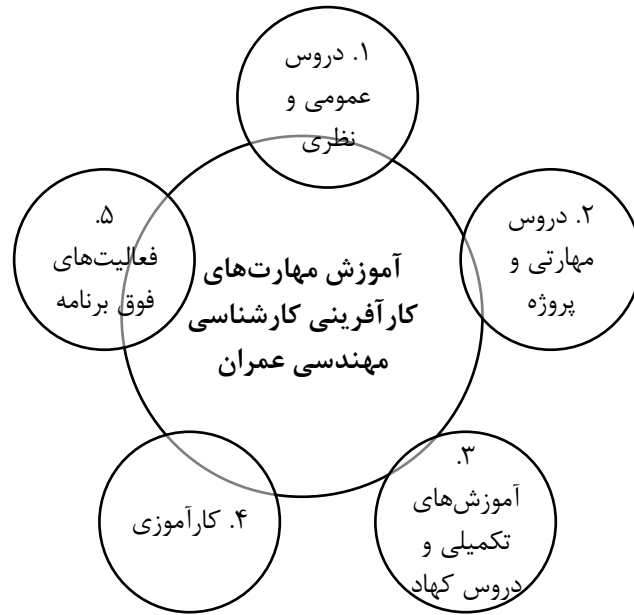 ۱. دروس
عمومی و
نظری
۲. دروس
مهارتی و
پروژه
۳.
آموزش‌های
تکمیلی و
دروس کهاد
۴. کارآموزی
۵.
فعالیت‌های
فوق برنامه
آموزش مهارت‌های
کارآفرینی کارشناسی
مهندسی عمران